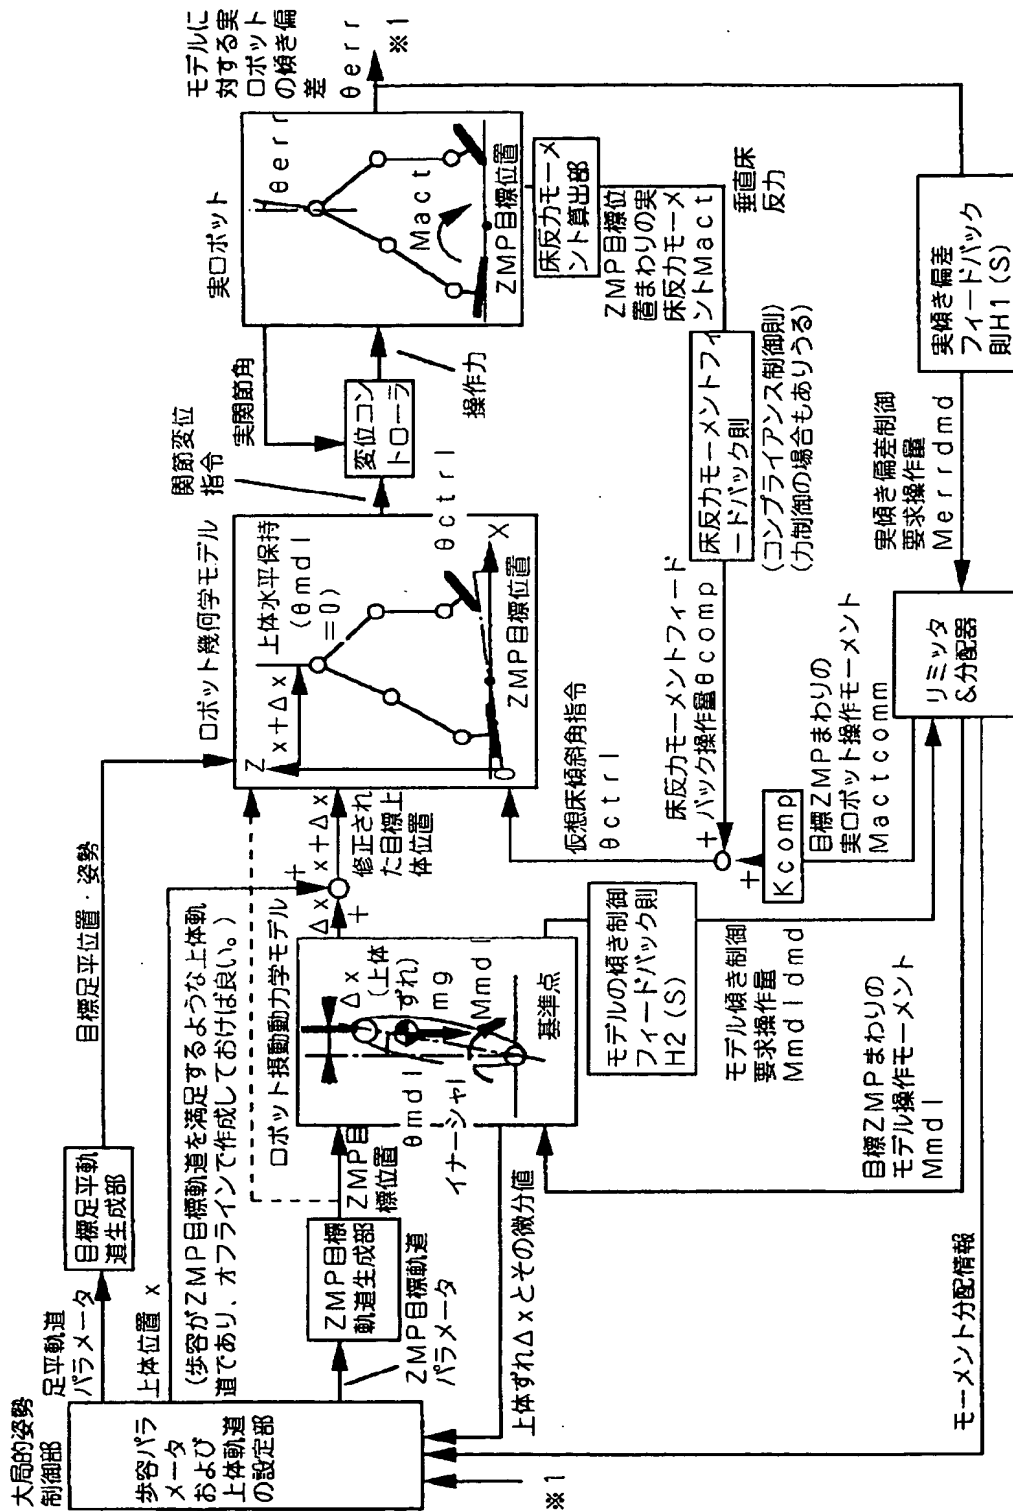 大局的姿勢
制御部
歩容パラ
メータ
および
上体軌道
の設定部
※1
足平軌道
パラメータ
目標足平軌
道生成部
目標足平位置・姿勢
上体位置x
(歩容がZMP目標軌道を満足するような上体軌
道であり、オフラインで作成しておけば良い。)
ZMP目標軌道
パラメータ
ZMP目標
軌道生成部
ZMP目
標位置
ロボット摂動動力学モデル
Δx
(上体
ずれ)
mg
Mmdl
θmdl
イナーシャI
基準点
上体ずれΔxとその微分値
Δx
+
+
x+Δx
修正され
た目標上
体位置
ロボット幾何学モデル
Z
x+Δx
上体水平保持
(θmdl
=0)
θctrl
X
O
ZMP目標位置
関節変位
指令
変位コン
トローラ
実関節角
操作力
実ロボット
θerr
Mact
ZMP目標位置
モデルに
対する実
ロボット
の傾き偏
差
θerr
※1
床反力モーメ
ント算出部
ZMP目標位
置まわりの実
床反力モーメ
ントMact
垂直床
反力
床反力モーメントフィ
ードバック則
(コンプライアンス制御則)
(力制御の場合もありうる)
床反力モーメントフィード
バック操作量θcomp
+
+
仮想床傾斜角指令
θctrl
Kcomp
目標ZMPまわりの
実ロボット操作モーメント
Mactcomm
実傾き偏差
フィードバック
則H1(S)
実傾き偏差制御
要求操作量
Merrdmd
リミッタ
&分配器
モデルの傾き制御
フィードバック則
H2(S)
モデル傾き制御
要求操作量
Mmdldmd
目標ZMPまわりの
モデル操作モーメント
Mmdl
モーメント分配情報